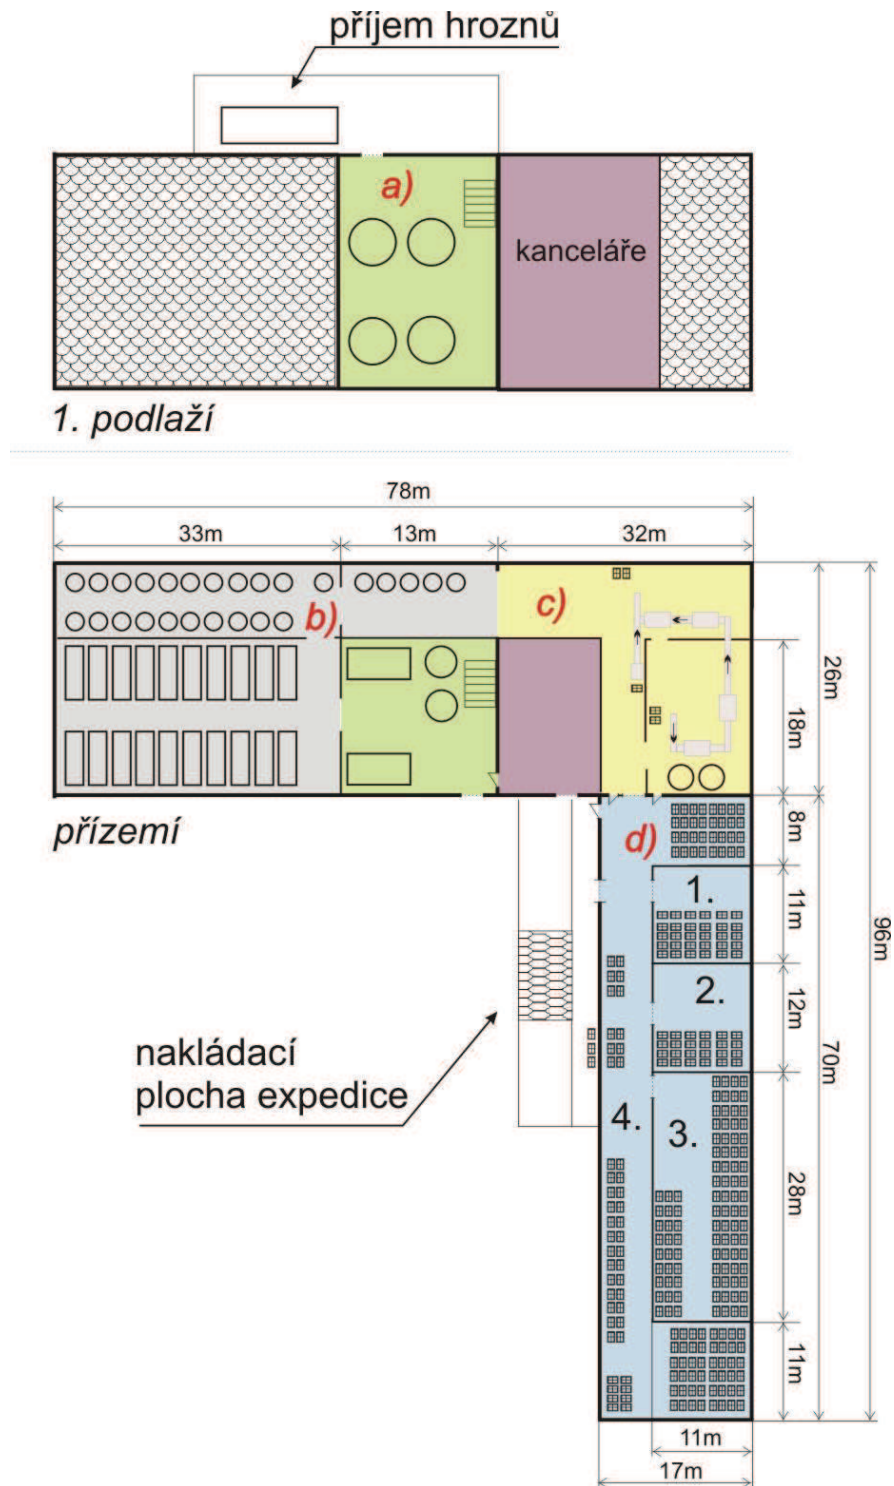 příjem hroznů
a)
kanceláře
1. podlaží
78m
33m
13m
32m
b)
c)
26m
18m
přízemí
d)
8m
1.
11m
2.
12m
96m
70m
nakládací
plocha expedice
4.
3.
28m
11m
11m
17m